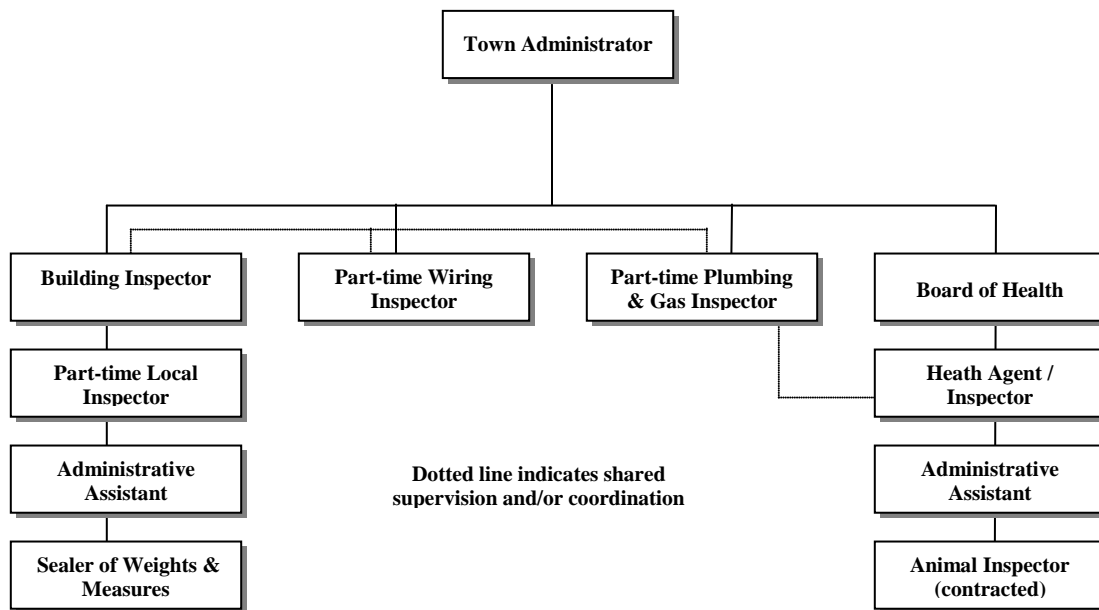 Town Administrator
Building Inspector
Part-time Wiring
Inspector
Part-time Plumbing
& Gas Inspector
Board of Health
Part-time Local
Inspector
Heath Agent /
Inspector
Administrative
Assistant
Dotted line indicates shared
supervision and/or coordination
Administrative
Assistant
Sealer of Weights &
Measures
Animal Inspector
(contracted)